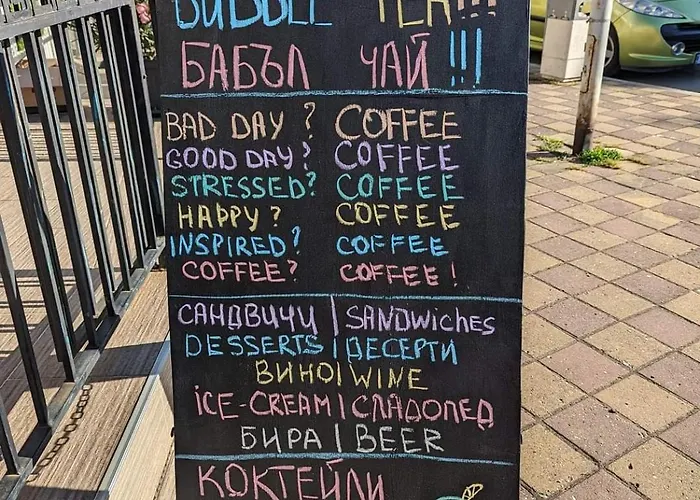 BUBBLE TEA!!!
БАБЪЛ ЧАЙ!!!
BAD DAY? COFFEE
GOOD DAY? COFFEE
STRESSED? COFFEE
HAPPY? COFFEE
INSPIRED? COFFEE
COFFEE? COFFEE!
САНДВИЧИ | SANDWiCHES
DESSERTS | ДЕСЕРТИ
ВИНО | WINE
iCE-CREAM | СЛАДОЛЕД
БИРА | BEER
КОКТЕЙЛИ